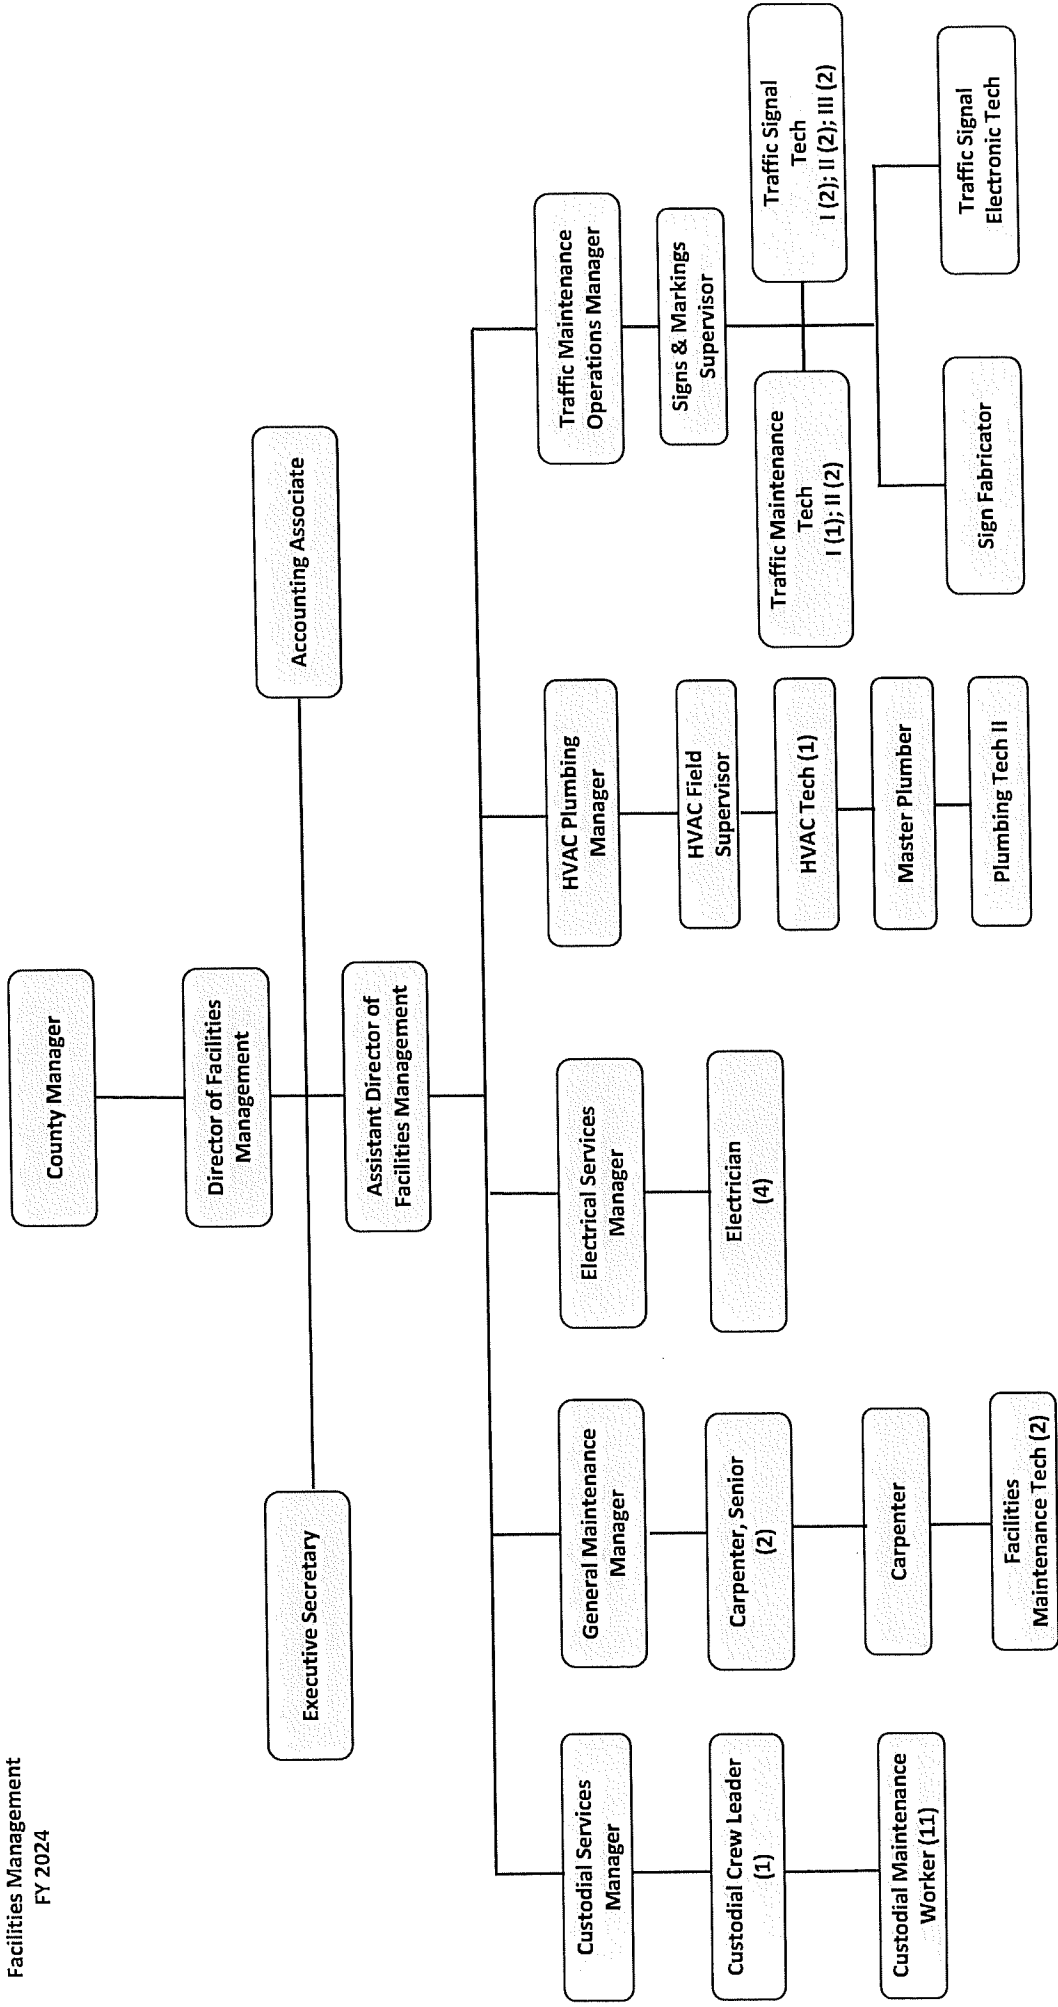 Facilities Management
FY 2024
County Manager
Director of Facilities
Management
Executive Secretary
Accounting Associate
Assistant Director of
Facilities Management
Custodial Services
Manager
Custodial Crew Leader
(1)
Custodial Maintenance
Worker (11)
General Maintenance
Manager
Carpenter, Senior
(2)
Carpenter
Facilities
Maintenance Tech (2)
Electrical Services
Manager
Electrician
(4)
HVAC Plumbing
Manager
HVAC Field
Supervisor
HVAC Tech (1)
Master Plumber
Plumbing Tech II
Traffic Maintenance
Operations Manager
Signs & Markings
Supervisor
Traffic Maintenance
Tech
I (1); II (2)
Traffic Signal
Tech
I (2); II (2); III (2)
Sign Fabricator
Traffic Signal
Electronic Tech